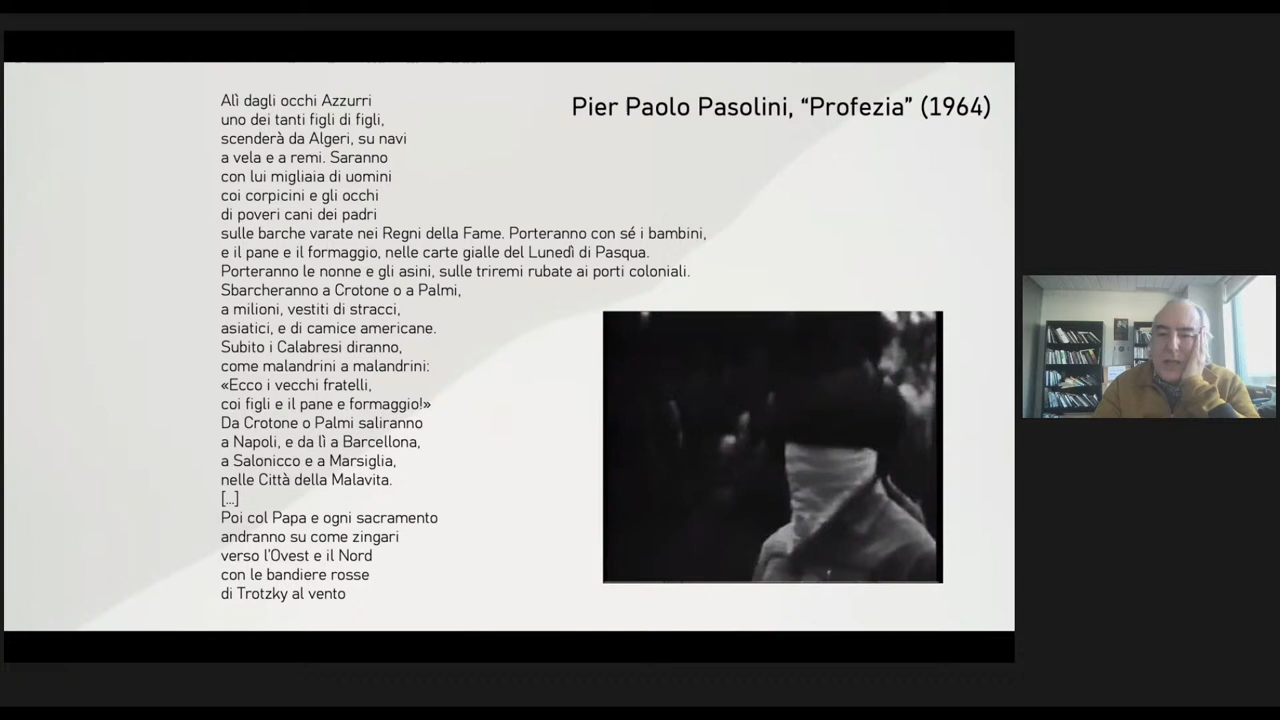 Pier Paolo Pasolini, “Profezia” (1964)
Alì dagli occhi Azzurri
uno dei tanti figli di figli,
scenderà da Algeri, su navi
a vela e a remi. Saranno
con lui migliaia di uomini
coi corpicini e gli occhi
di poveri cani dei padri
sulle barche varate nei Regni della Fame. Porteranno con sé i bambini,
e il pane e il formaggio, nelle carte gialle del Lunedì di Pasqua.
Porteranno le nonne e gli asini, sulle triremi rubate ai porti coloniali.
Sbarcheranno a Crotone o a Palmi,
a milioni, vestiti di stracci,
asiatici, e di camice americane.
Subito i Calabresi diranno,
come malandrini a malandrini:
«Ecco i vecchi fratelli,
coi figli e il pane e formaggio!»
Da Crotone o Palmi saliranno
a Napoli, e da lì a Barcellona,
a Salonicco e a Marsiglia,
nelle Città della Malavita.
[...]
Poi col Papa e ogni sacramento
andranno su come zingari
verso l'Ovest e il Nord
con le bandiere rosse
di Trotzky al vento